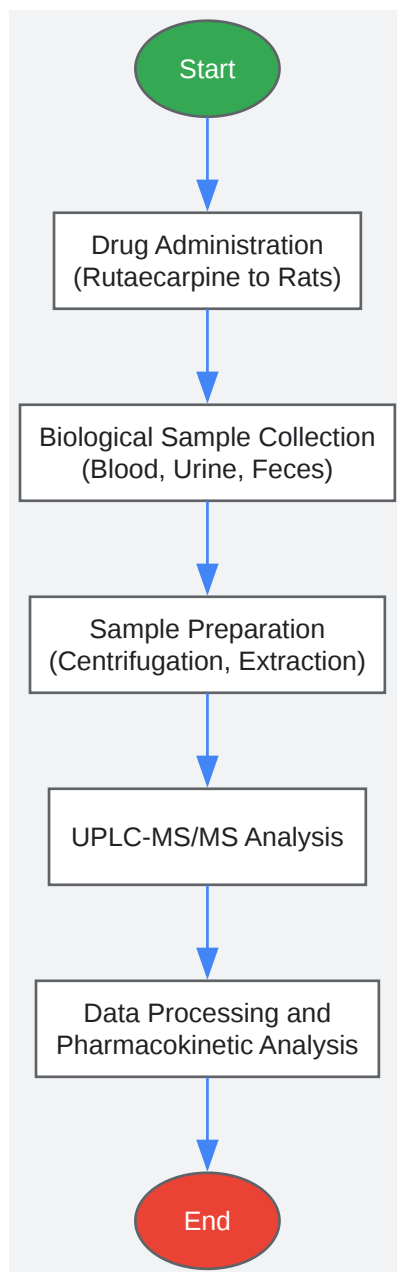 Start
Drug Administration
(Rutaecarpine to Rats)
Biological Sample Collection
(Blood, Urine, Feces)
Sample Preparation
(Centrifugation, Extraction)
UPLC-MS/MS Analysis
Data Processing and
Pharmacokinetic Analysis
End